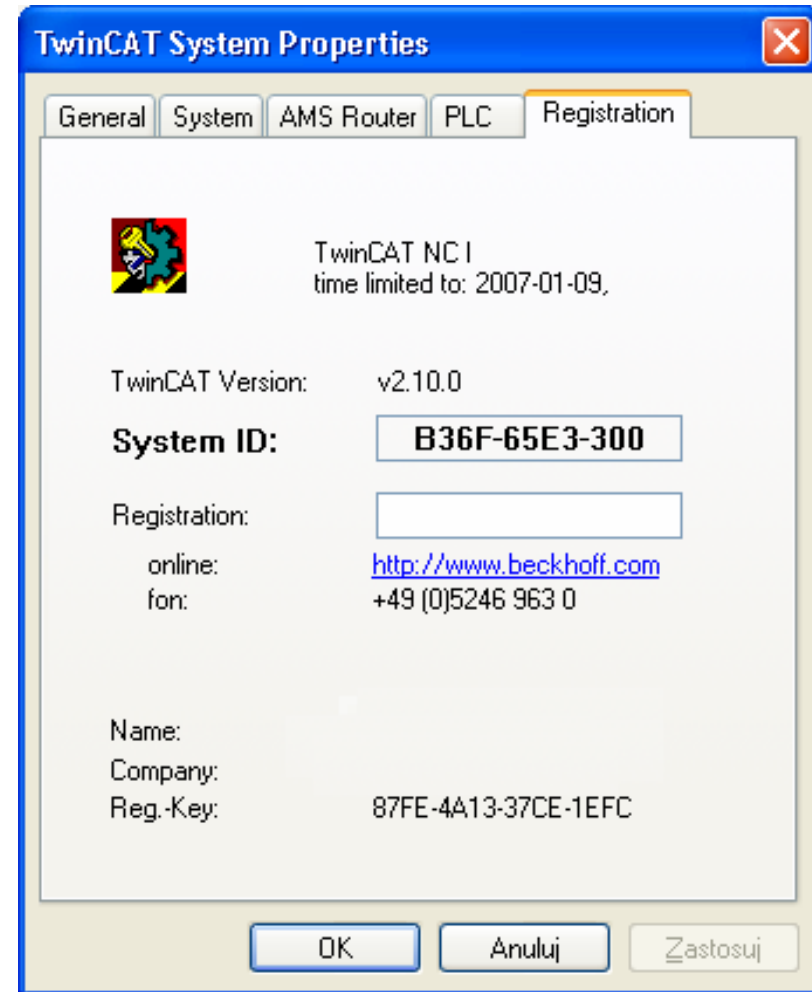 TwinCAT System Properties
General System AMS Router PLC Registration
TwinCAT NC I
time limited to: 2007-01-09,
TwinCAT Version: v2.10.0
System ID: B36F-65E3-300
Registration:
online: http://www.beckhoff.com
fon: +49 (0)5246 963 0
Name:
Company:
Reg.-Key: 87FE-4A13-37CE-1EFC
OK Anuluj Zastosuj